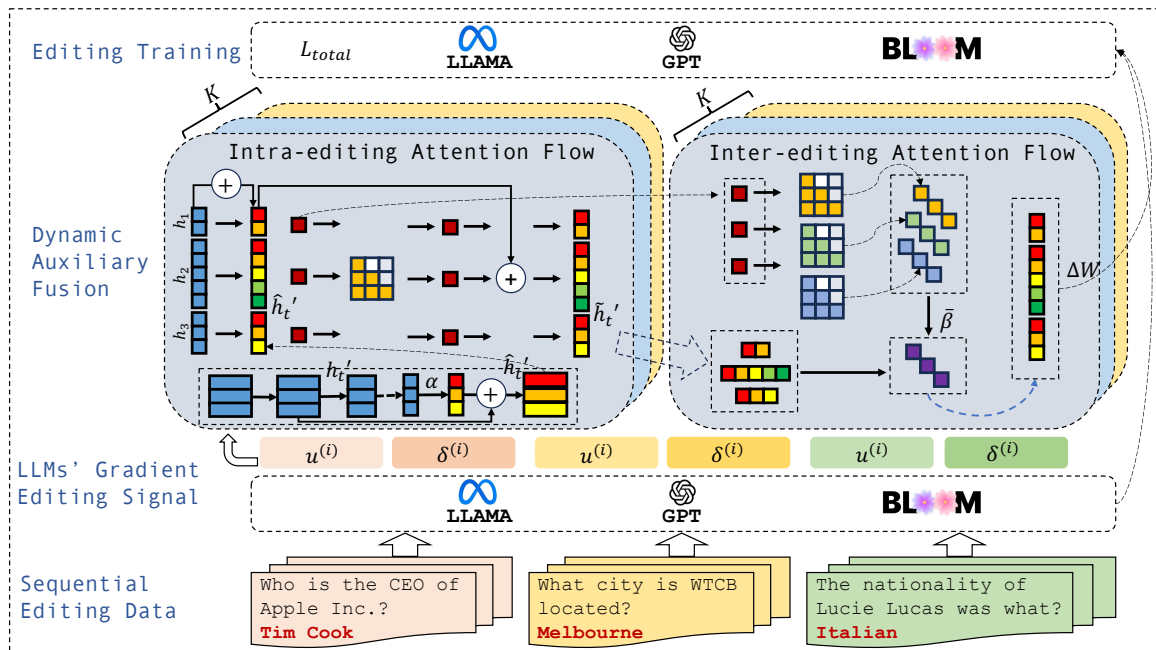 Editing Training
L_total
LLAMA
GPT
BLOOM
K
K
Intra-editing Attention Flow
Inter-editing Attention Flow
Dynamic
Auxiliary
Fusion
h₁
h₂
h₃
ĥₜ′
h̃ₜ′
hₜ′
α
ĥₜ′
β̃
ΔW
LLMs’ Gradient
Editing Signal
u⁽ⁱ⁾
δ⁽ⁱ⁾
u⁽ⁱ⁾
δ⁽ⁱ⁾
u⁽ⁱ⁾
δ⁽ⁱ⁾
LLAMA
GPT
BLOOM
Sequential
Editing Data
Who is the CEO of
Apple Inc.?
Tim Cook
What city is WTCB
located?
Melbourne
The nationality of
Lucie Lucas was what?
Italian